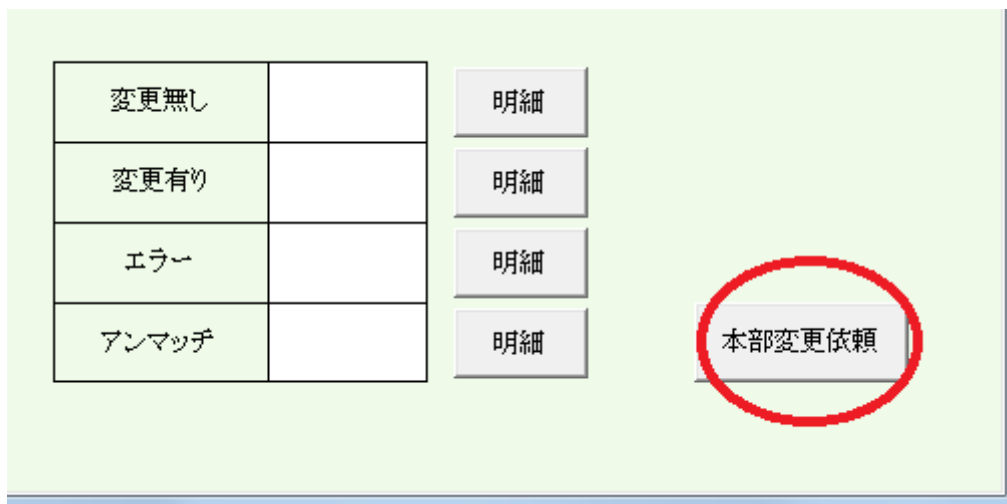 変更無し 明細
変更有り 明細
エラー 明細
アンマッチ 明細
本部変更依頼